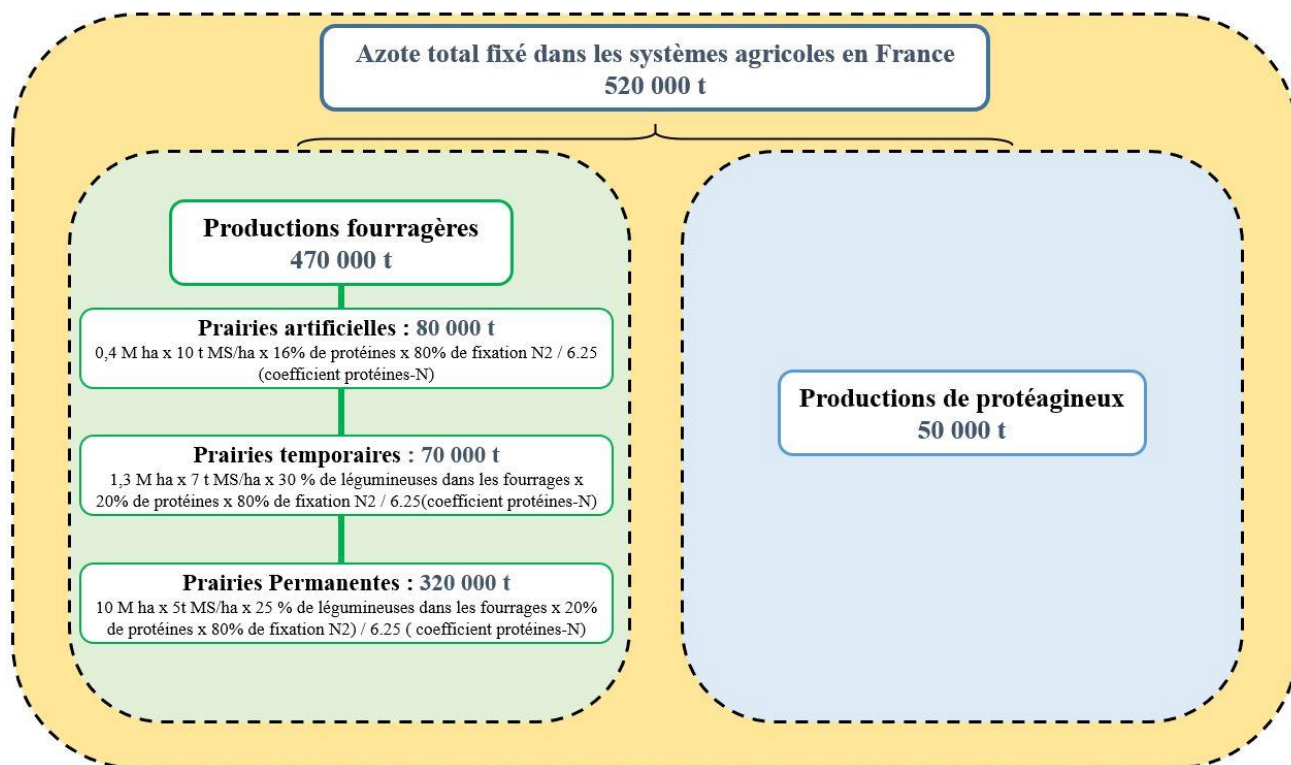 Azote total fixé dans les systèmes agricoles en France
520 000 t
Productions fourragères
470 000 t
Prairies artificielles : 80 000 t
0,4 M ha x 10 t MS/ha x 16% de protéines x 80% de fixation N2 / 6.25
(coefficient protéines-N)
Prairies temporaires : 70 000 t
1,3 M ha x 7 t MS/ha x 30 % de légumineuses dans les fourrages x
20% de protéines x 80% de fixation N2 / 6.25(coefficient protéines-N)
Prairies Permanentes : 320 000 t
10 M ha x 5t MS/ha x 25 % de légumineuses dans les fourrages x 20%
de protéines x 80% de fixation N2) / 6.25 ( coefficient protéines-N)
Productions de protéagineux
50 000 t